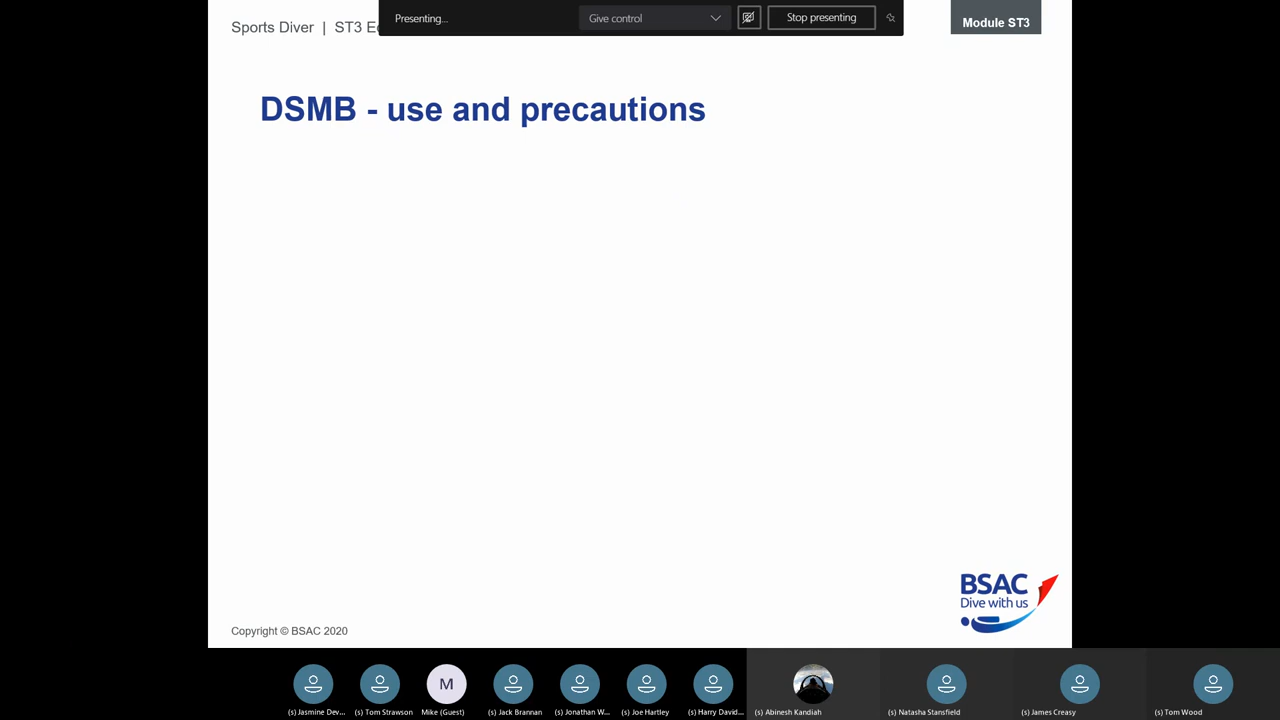 Presenting...
Give control
Stop presenting
Sports Diver | ST3
Module ST3
DSMB - use and precautions
BSAC
Dive with us
Copyright © BSAC 2020
M
(s) Jasmine Dev...
(s) Tom Strawson
Mike (Guest)
(s) Jack Brannan
(s) Jonathan W...
(s) Joe Hartley
(s) Harry David...
(s) Abinesh Kandiah
(s) Natasha Stansfield
(s) James Creasy
(s) Tom Wood